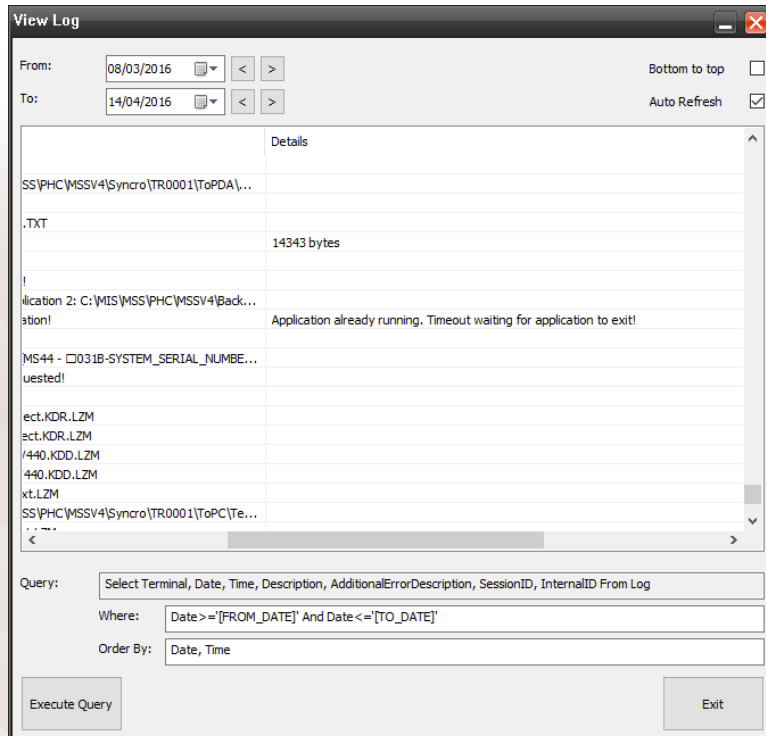 View Log
From: 08/03/2016 < > Bottom to top
To: 14/04/2016 < > Auto Refresh
Details
SS\PHC\MSSV4\Syncro\TR0001\ToPDA\...
.TXT
14343 bytes
!
lication 2: C:\MIS\MSS\PHC\MSSV4\Back...
ation! Application already running. Timeout waiting for application to exit!
MS44 - □031B-SYSTEM_SERIAL_NUMBE...
uested!
ect.KDR.LZM
ect.KDR.LZM
/440.KDD.LZM
440.KDD.LZM
xt.LZM
SS\PHC\MSSV4\Syncro\TR0001\ToPC\Te...
Query: Select Terminal, Date, Time, Description, AdditionalErrorDescription, SessionID, InternalID From Log
Where: Date>='[FROM_DATE]' And Date<='[TO_DATE]'
Order By: Date, Time
Execute Query Exit